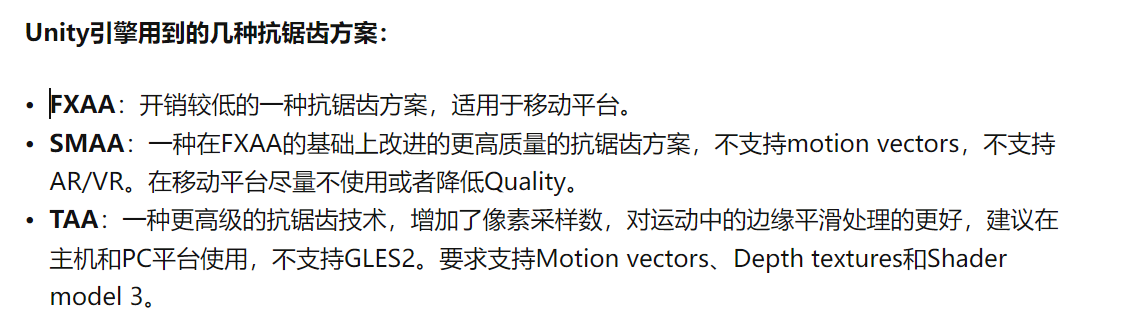 Unity引擎用到的几种抗锯齿方案：
• FXAA：开销较低的一种抗锯齿方案，适用于移动平台。
• SMAA：一种在FXAA的基础上改进的更高质量的抗锯齿方案，不支持motion vectors，不支持
AR/VR。在移动平台尽量不使用或者降低Quality。
• TAA：一种更高级的抗锯齿技术，增加了像素采样数，对运动中的边缘平滑处理的更好，建议在
主机和PC平台使用，不支持GLES2。要求支持Motion vectors、Depth textures和Shader
model 3。